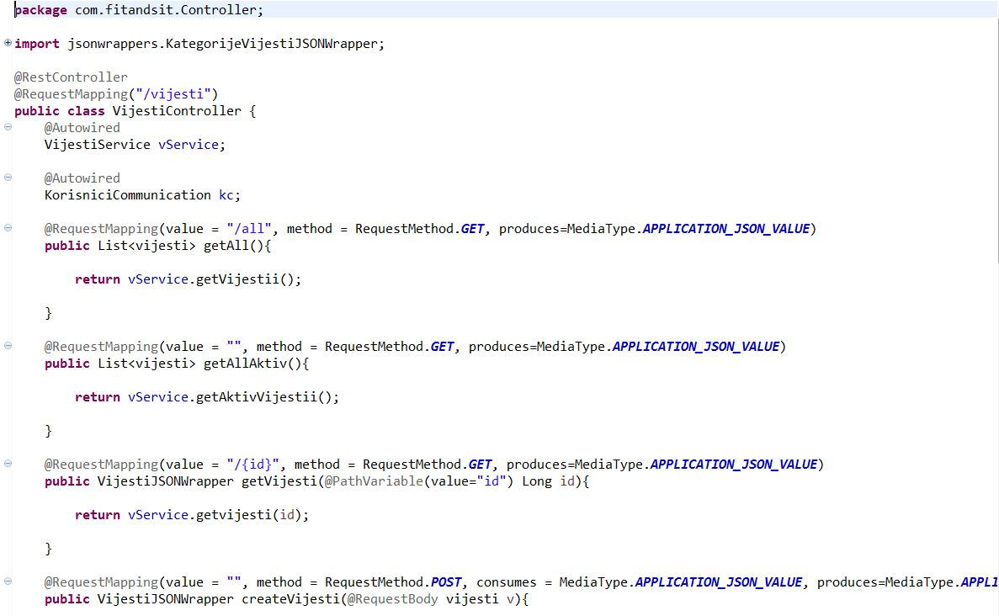 package com.fitandsit.Controller;
import jsonwrappers.KategorijeVijestiJSONWrapper;
@RestController
@RequestMapping("/vijesti")
public class VijestiController {
@Autowired
VijestiService vService;
@Autowired
KorisniciCommunication kc;
@RequestMapping(value = "/all", method = RequestMethod.GET, produces=MediaType.APPLICATION_JSON_VALUE)
public List<vijesti> getAll(){
return vService.getVijestii();
}
@RequestMapping(value = "", method = RequestMethod.GET, produces=MediaType.APPLICATION_JSON_VALUE)
public List<vijesti> getAllAktiv(){
return vService.getAktivVijestii();
}
@RequestMapping(value = "/{id}", method = RequestMethod.GET, produces=MediaType.APPLICATION_JSON_VALUE)
public VijestiJSONWrapper getVijesti(@PathVariable(value="id") Long id){
return vService.getvijesti(id);
}
@RequestMapping(value = "", method = RequestMethod.POST, consumes = MediaType.APPLICATION_JSON_VALUE, produces=MediaType.APPLI
public VijestiJSONWrapper createVijesti(@RequestBody vijesti v){